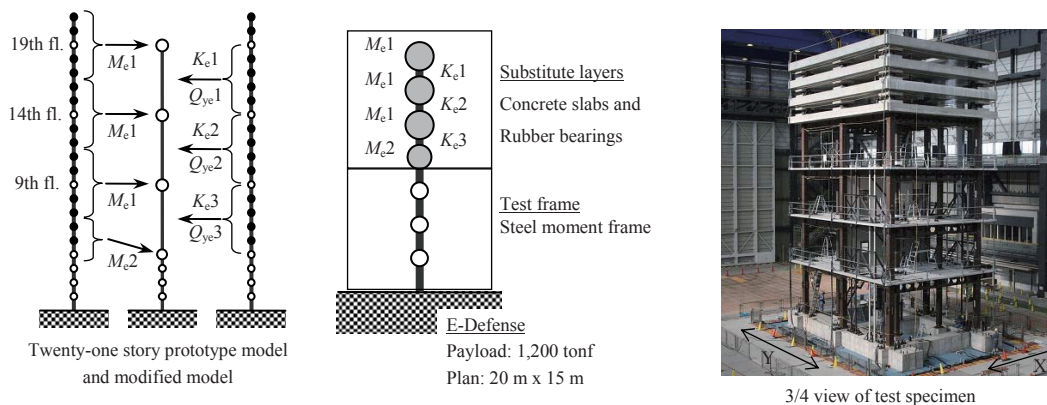 19th fl.
14th fl.
9th fl.
Me1
Me1
Me1
Me2
Ke1
Qye1
Ke2
Qye2
Ke3
Qye3
Twenty-one story prototype model
and modified model
Me1
Me1
Me1
Me2
Ke1
Ke2
Ke3
Substitute layers
Concrete slabs and
Rubber bearings
Test frame
Steel moment frame
E-Defense
Payload: 1,200 tonf
Plan: 20 m x 15 m
Y
X
3/4 view of test specimen